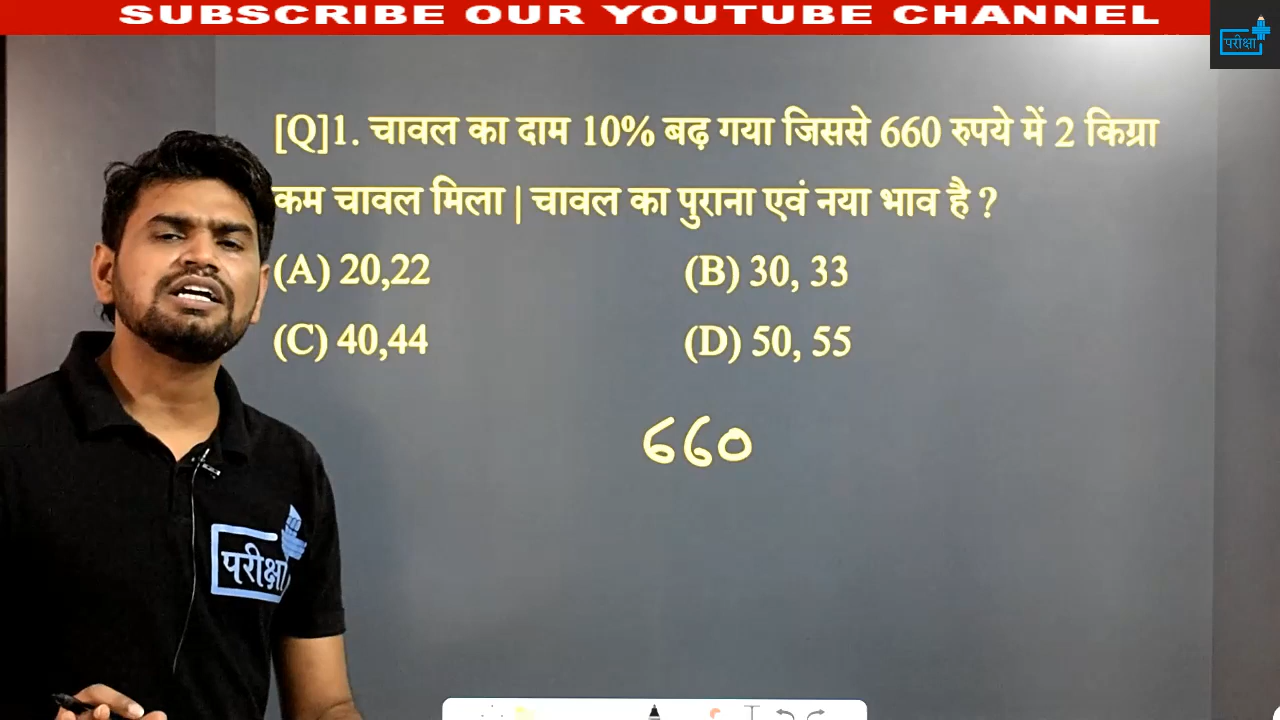 SUBSCRIBE OUR YOUTUBE CHANNEL
परीक्षा
[Q]1. चावल का दाम 10% बढ़ गया जिससे 660 रुपये में 2 किग्रा
कम चावल मिला | चावल का पुराना एवं नया भाव है ?
(A) 20,22 (B) 30, 33
(C) 40,44 (D) 50, 55
660
परीक्षा